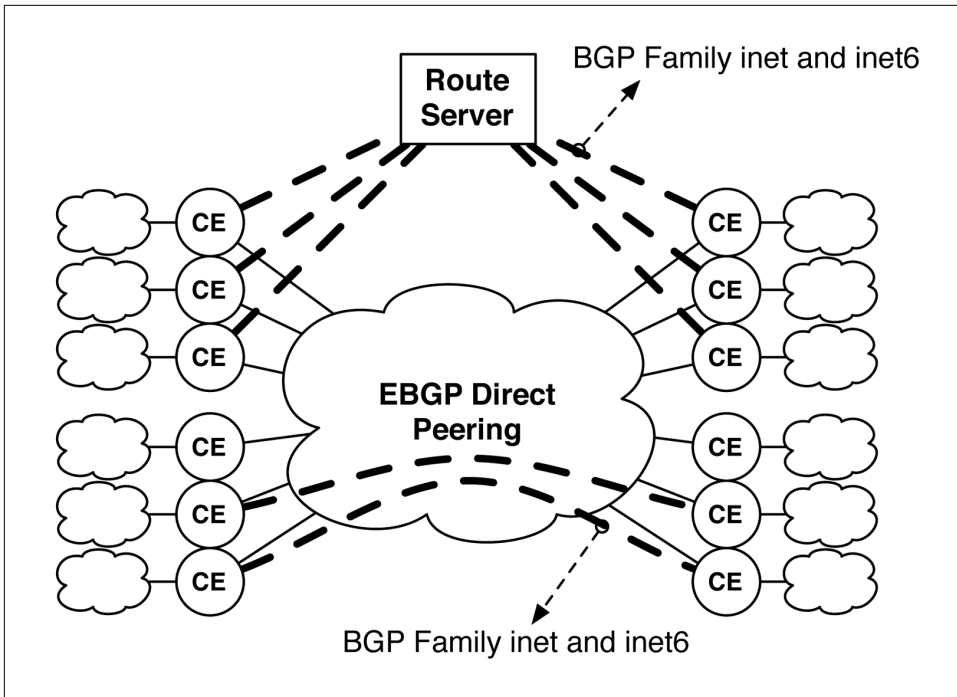 BGP Family inet and inet6
Route
Server
CE
CE
CE
CE
CE
CE
EBGP Direct
Peering
CE
CE
CE
CE
CE
CE
BGP Family inet and inet6